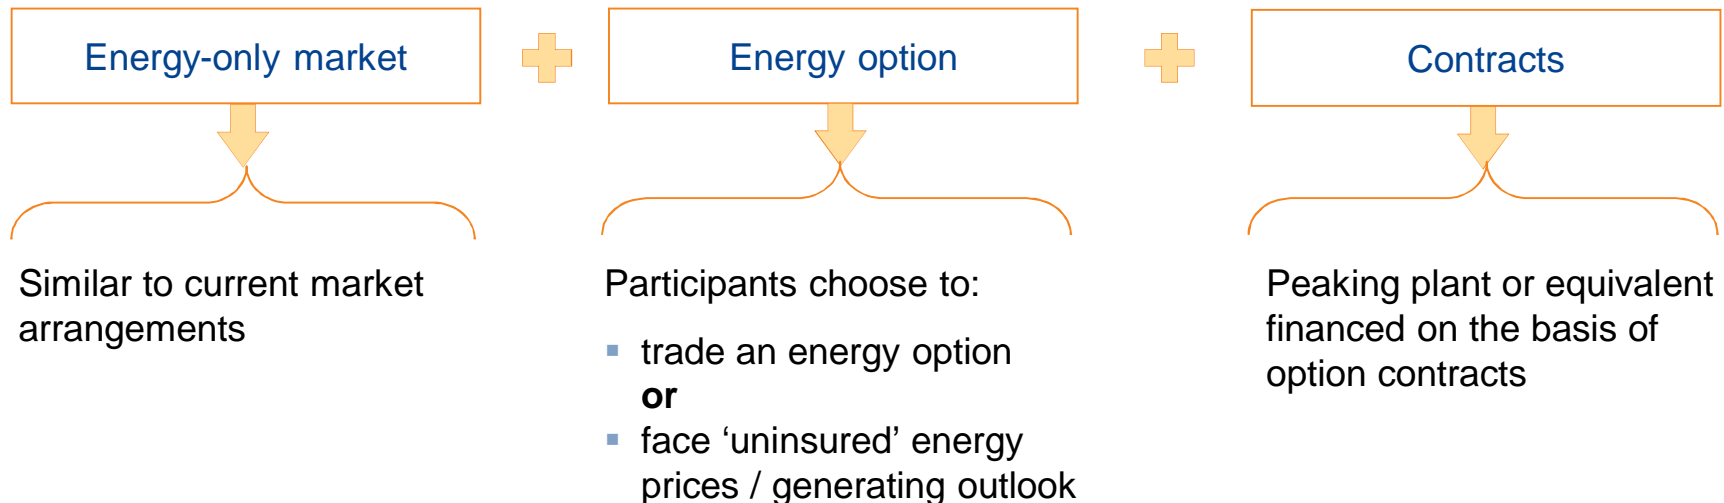 Energy-only market
Energy option
Contracts
Similar to current market
arrangements
Participants choose to:
▪ trade an energy option
or
▪ face ‘uninsured’ energy
prices / generating outlook
Peaking plant or equivalent
financed on the basis of
option contracts